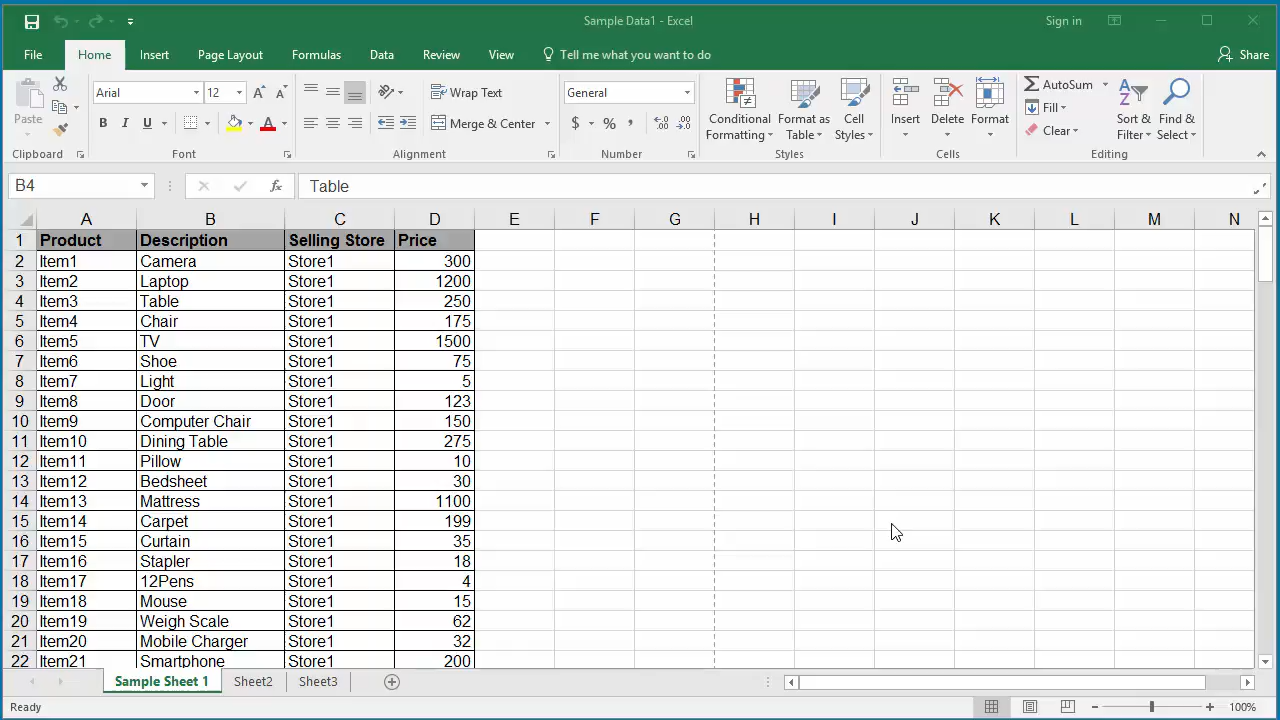 Sample Data1 - Excel
Sign in
File Home Insert Page Layout Formulas Data Review View Tell me what you want to do Share
Paste
Clipboard
Arial 12
B I U A
Font
Wrap Text
Merge & Center
Alignment
General
$ % ,
Number
Conditional Formatting
Format as Table
Cell Styles
Styles
Insert
Delete
Format
Cells
AutoSum
Fill
Clear
Sort & Filter
Find & Select
Editing
B4 fx Table
A B C D E F G H I J K L M N
1 Product Description Selling Store Price
2 Item1 Camera Store1 300
3 Item2 Laptop Store1 1200
4 Item3 Table Store1 250
5 Item4 Chair Store1 175
6 Item5 TV Store1 1500
7 Item6 Shoe Store1 75
8 Item7 Light Store1 5
9 Item8 Door Store1 123
10 Item9 Computer Chair Store1 150
11 Item10 Dining Table Store1 275
12 Item11 Pillow Store1 10
13 Item12 Bedsheet Store1 30
14 Item13 Mattress Store1 1100
15 Item14 Carpet Store1 199
16 Item15 Curtain Store1 35
17 Item16 Stapler Store1 18
18 Item17 12Pens Store1 4
19 Item18 Mouse Store1 15
20 Item19 Weigh Scale Store1 62
21 Item20 Mobile Charger Store1 32
22 Item21 Smartphone Store1 200
Sample Sheet 1 Sheet2 Sheet3
Ready 100%